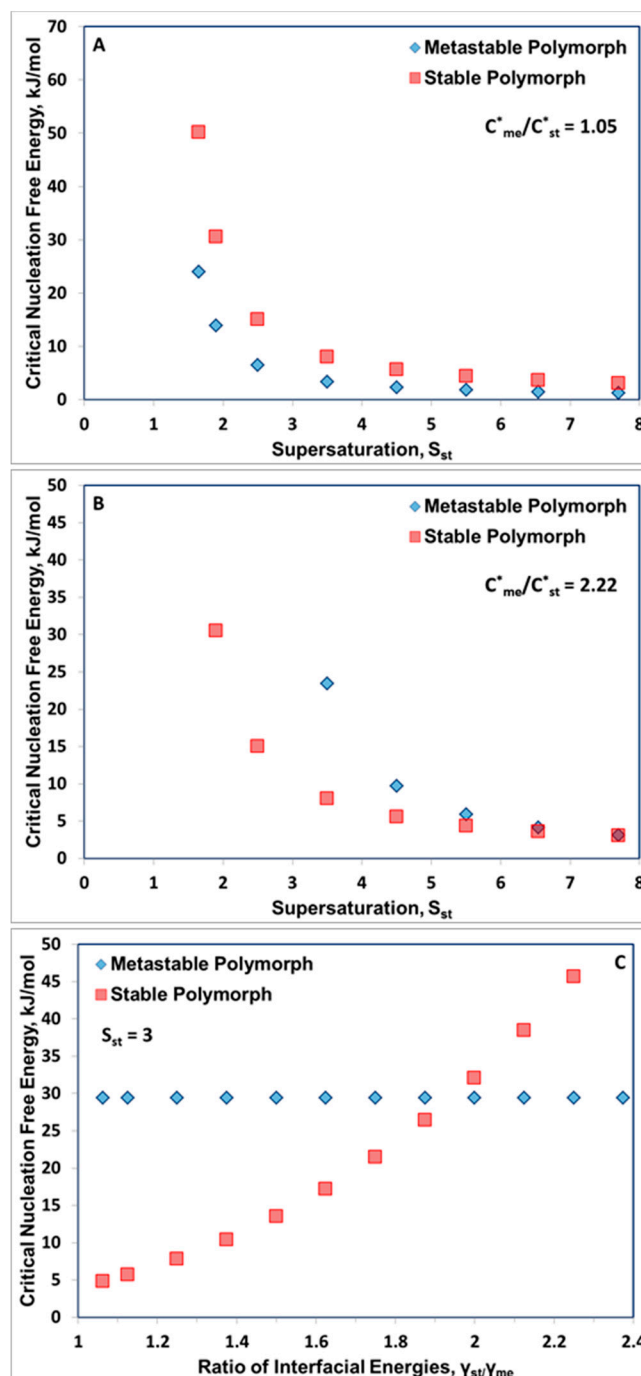 A
Metastable Polymorph
Stable Polymorph
C*me/C*st = 1.05
Critical Nucleation Free Energy, kJ/mol
70
60
50
40
30
20
10
0
0 1 2 3 4 5 6 7 8
Supersaturation, Sst
B
Metastable Polymorph
Stable Polymorph
C*me/C*st = 2.22
Critical Nucleation Free Energy, kJ/mol
50
45
40
35
30
25
20
15
10
5
0
0 1 2 3 4 5 6 7 8
Supersaturation, Sst
Metastable Polymorph C
Stable Polymorph
Sst = 3
Critical Nucleation Free Energy, kJ/mol
50
45
40
35
30
25
20
15
10
5
0
1 1.2 1.4 1.6 1.8 2 2.2 2.4
Ratio of Interfacial Energies, γst/γme